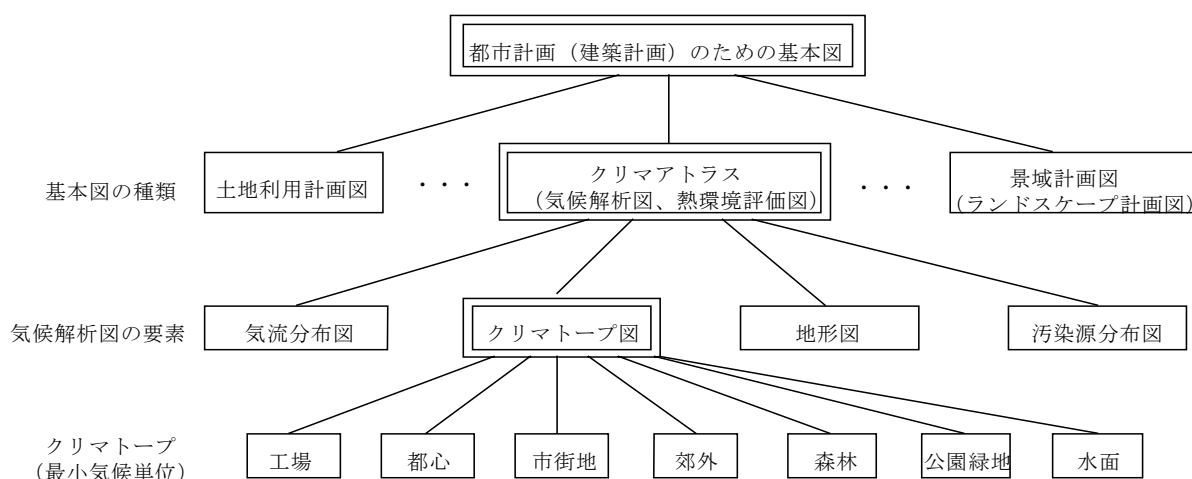 都市計画（建築計画）のための基本図
基本図の種類
土地利用計画図
・・・
クリマアトラス
（気候解析図、熱環境評価図）
・・・
景域計画図
（ランドスケープ計画図）
気候解析図の要素
気流分布図
クリマトープ図
地形図
汚染源分布図
クリマトープ
（最小気候単位）
工場
都心
市街地
郊外
森林
公園緑地
水面